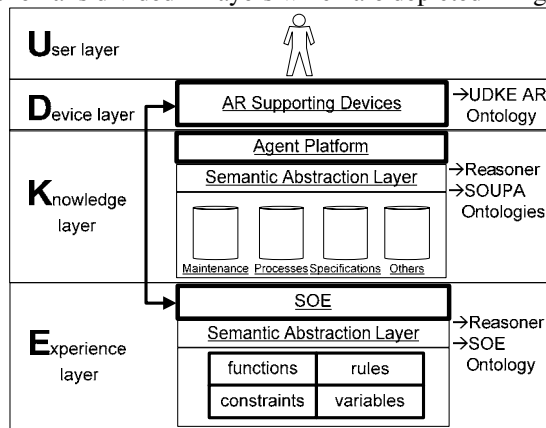 User layer
Device layer
AR Supporting Devices
→UDKE AR
Ontology
Agent Platform
Semantic Abstraction Layer
→Reasoner
→SOUPA
Ontologies
Knowledge
layer
Maintenance Processes Specifications Others
SOE
Semantic Abstraction Layer
→Reasoner
→SOE
Ontology
Experience
layer
functions rules
constraints variables